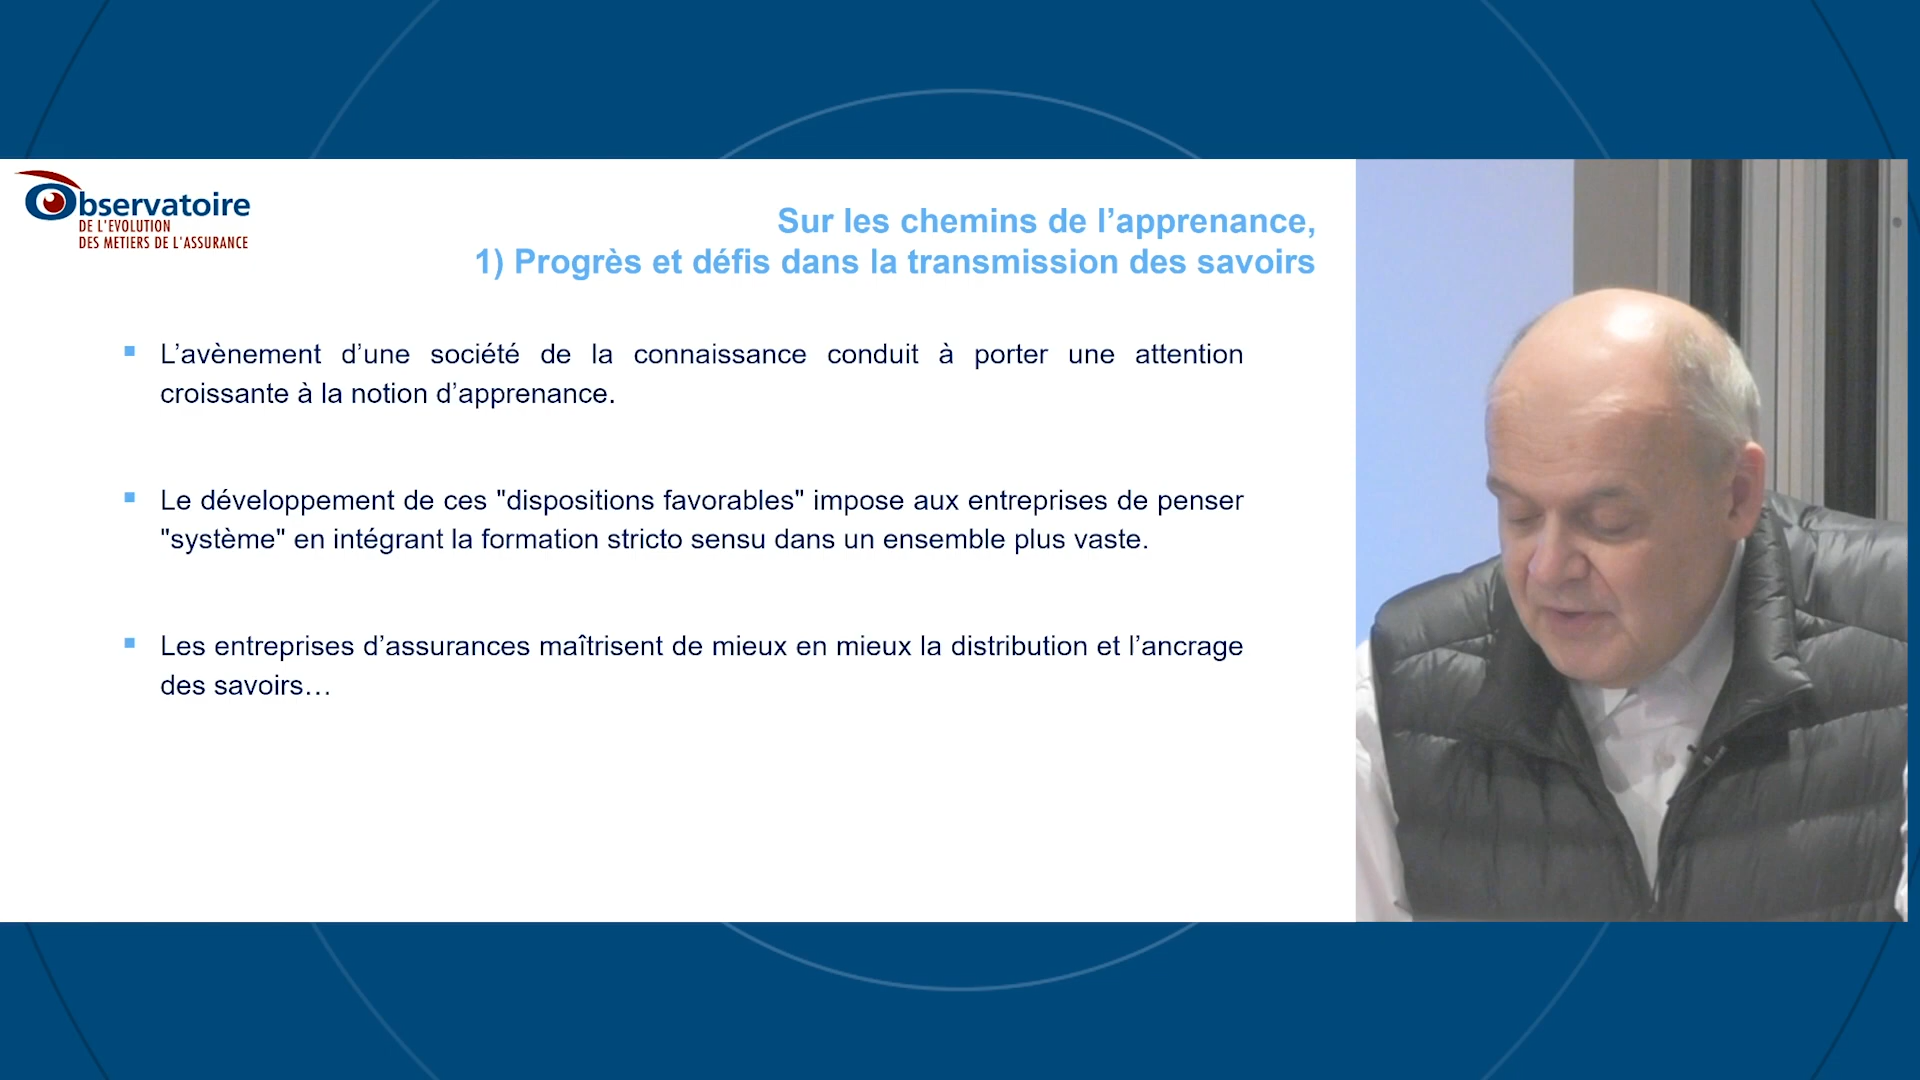 Observatoire
DE L'EVOLUTION
DES METIERS DE L'ASSURANCE
Sur les chemins de l’apprenance,
1) Progrès et défis dans la transmission des savoirs
L’avènement d’une société de la connaissance conduit à porter une attention
croissante à la notion d’apprenance.
Le développement de ces "dispositions favorables" impose aux entreprises de penser
"système" en intégrant la formation stricto sensu dans un ensemble plus vaste.
Les entreprises d’assurances maîtrisent de mieux en mieux la distribution et l’ancrage
des savoirs…